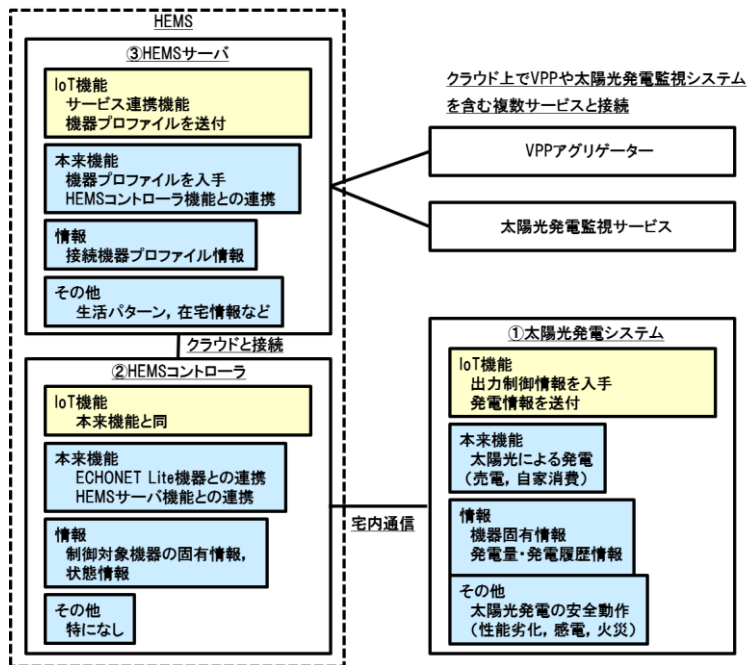 HEMS
③HEMSサーバ
IoT機能
サービス連携機能
機器プロファイルを送付
本来機能
機器プロファイルを入手
HEMSコントローラ機能との連携
情報
接続機器プロファイル情報
その他
生活パターン，在宅情報など
クラウドと接続
②HEMSコントローラ
IoT機能
本来機能と同
本来機能
ECHONET Lite機器との連携
HEMSサーバ機能との連携
情報
制御対象機器の固有情報，
状態情報
その他
特になし
クラウド上でVPPや太陽光発電監視システム
を含む複数サービスと接続
VPPアグリゲーター
太陽光発電監視サービス
宅内通信
①太陽光発電システム
IoT機能
出力制御情報を入手
発電情報を送付
本来機能
太陽光による発電
（売電，自家消費）
情報
機器固有情報
発電量・発電履歴情報
その他
太陽光発電の安全動作
（性能劣化，感電，火災）